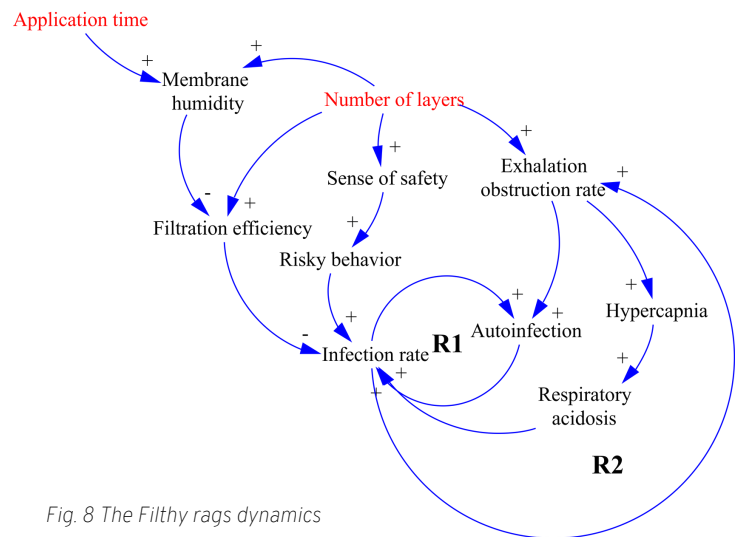 Application time
+
+
Membrane
humidity
Number of layers
+
+
Exhalation
obstruction rate
+
Sense of safety
-
+
+
Filtration efficiency
Risky behavior
+
+
Hypercapnia
+
+
+
Autoinfection
-
Infection rate
R1
+
+
+
Respiratory
acidosis
R2
Fig. 8 The Filthy rags dynamics